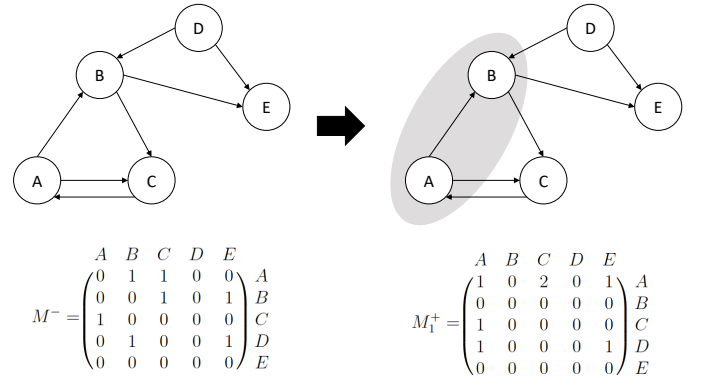 D D
B B
E E
A C A C
A B C D E
0 1 1 0 0 A
0 0 1 0 1 B
M⁻ = 1 0 0 0 0 C
0 1 0 0 1 D
0 0 0 0 0 E
A B C D E
1 0 2 0 1 A
0 0 0 0 0 B
M₁⁺ = 1 0 0 0 0 C
1 0 0 0 1 D
0 0 0 0 0 E